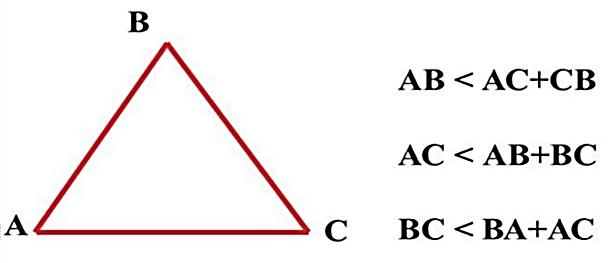 B
AB < AC+CB
AC < AB+BC
A
C
BC < BA+AC